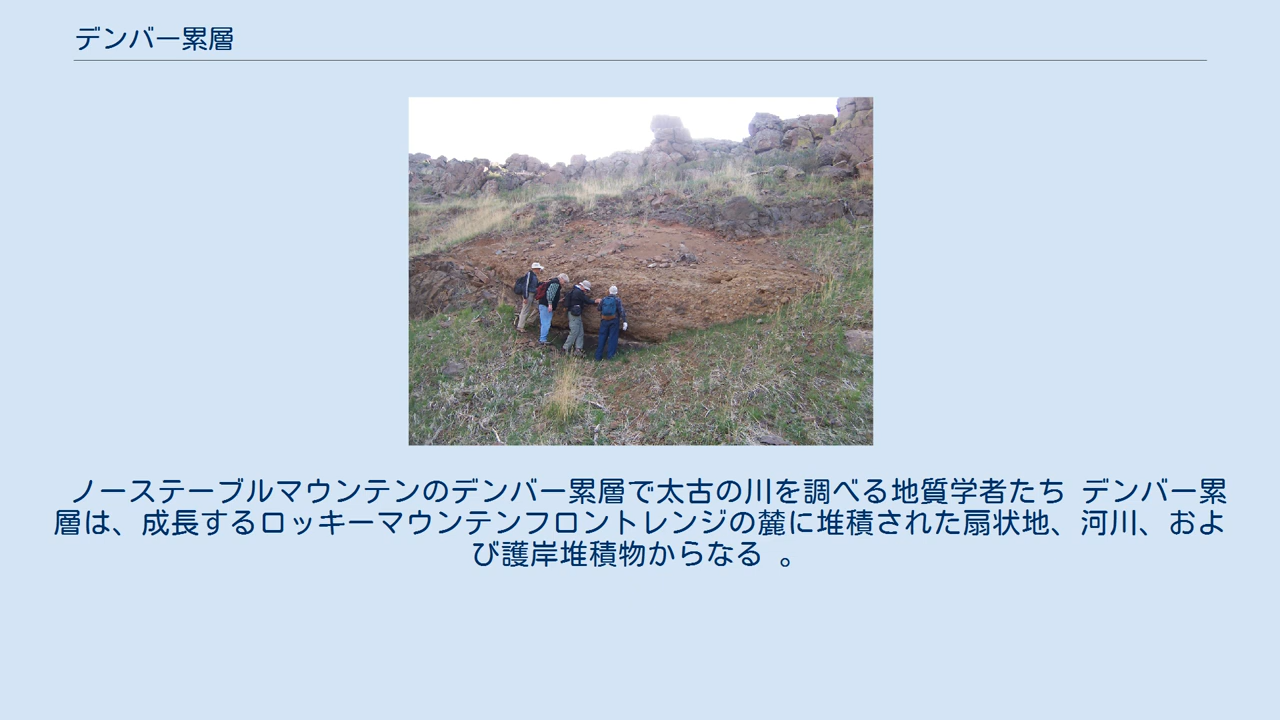 デンバー累層
ノーステーブルマウンテンのデンバー累層で太古の川を調べる地質学者たち デンバー累
層は、成長するロッキーマウンテンフロントレンジの麓に堆積された扇状地、河川、およ
び護岸堆積物からなる 。